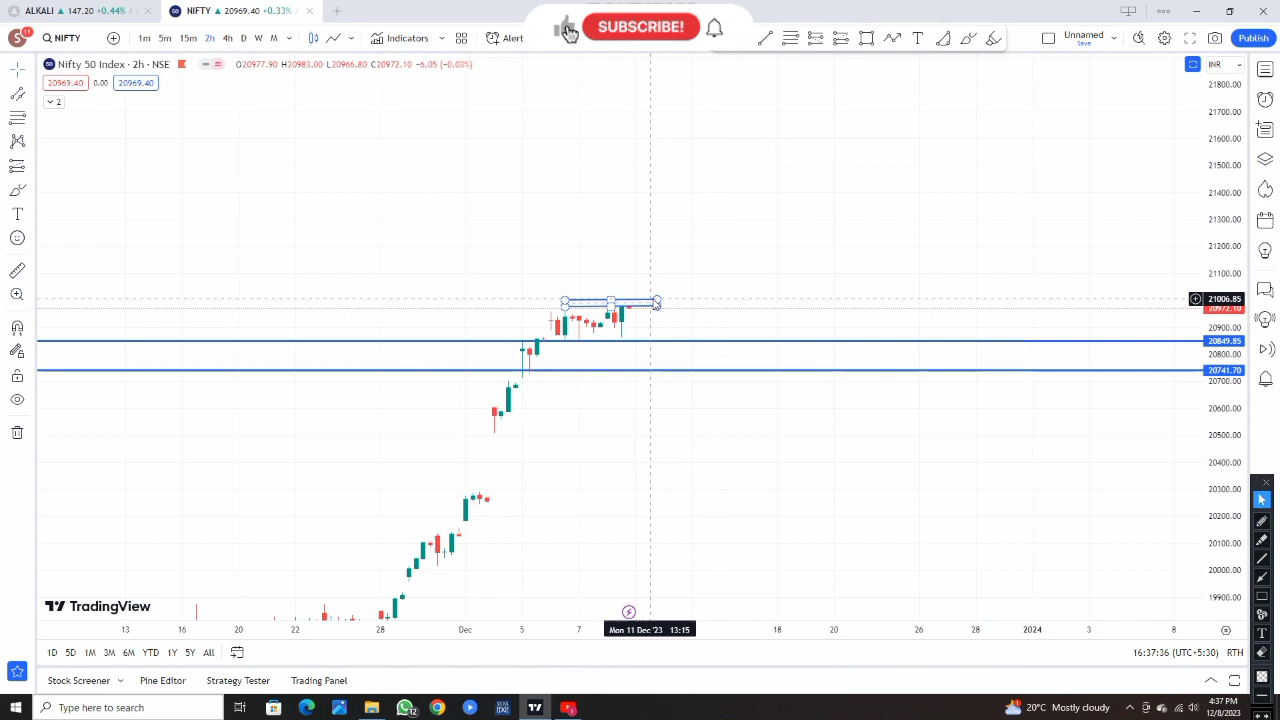 ALKALI ▲ 147.20 +0.44% /
NIFTY ▲ 20969.40 +0.33%
SUBSCRIBE!
S 11
NIFTY 1m 5m 15m 2h 4h D W M Indicators Alert
Unnamed
Save
Publish
50 Nifty 50 Index · 2h · NSE O20977.90 H20983.00 L20966.80 C20972.10 -6.05 (-0.03%)
INR
20969.40 0.00 20969.40
2
21800.00
21700.00
21600.00
21500.00
21400.00
21300.00
21200.00
21100.00
21006.85
20972.10
20900.00
20849.85
20800.00
20741.70
20700.00
20600.00
20500.00
20400.00
20300.00
20200.00
20100.00
20000.00
19900.00
TradingView
13 16 20 22 28 Dec 5 7 Mon 11 Dec '23 13:15 18 20 22 26 28 2024 3
1D 5D 1M 3M 6M YTD 1Y 5Y All
16:37:36 (UTC+5:30) RTH
Stock Screener Pine Editor Strategy Tester Trading Panel
Type here to search
12
20°C Mostly cloudy
4:37 PM
12/8/2023